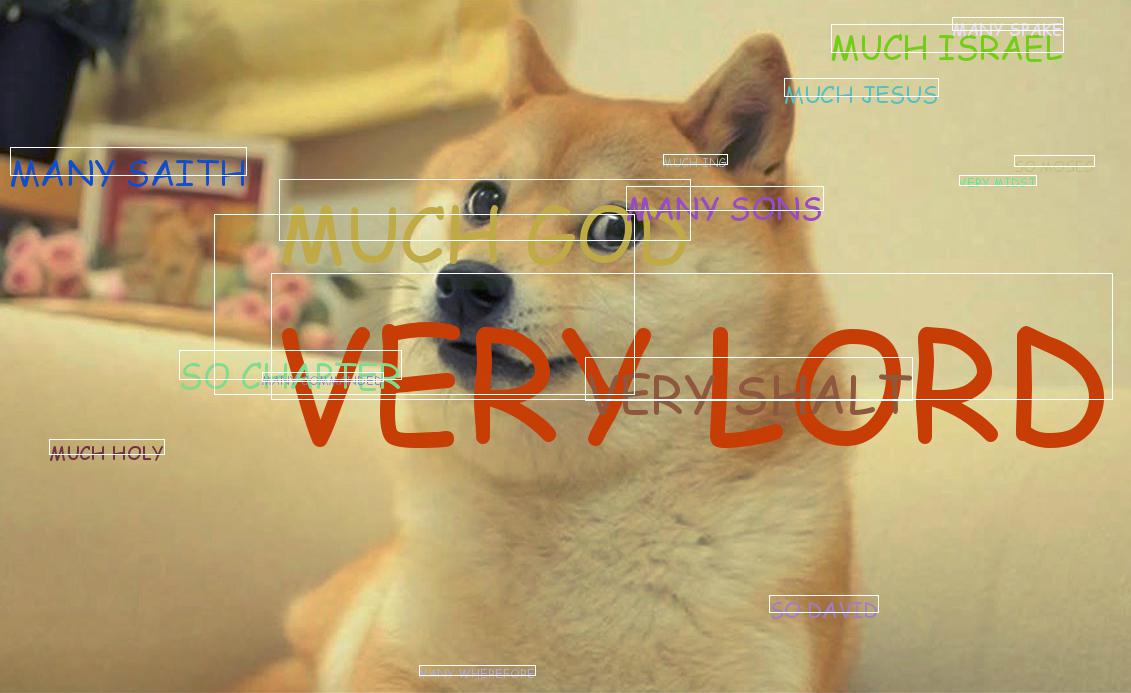 MANY SPAKE
MUCH ISRAEL
MUCH JESUS
MUCH ING
SO MOSES
MANY SAITH
VERY MIDST
MANY SONS
MUCH GOD
VERY LORD
SO CHAPTER
MANY COMMANDED
VERY SHALT
MUCH HOLY
SO DAVID
MANY WHEREFORE